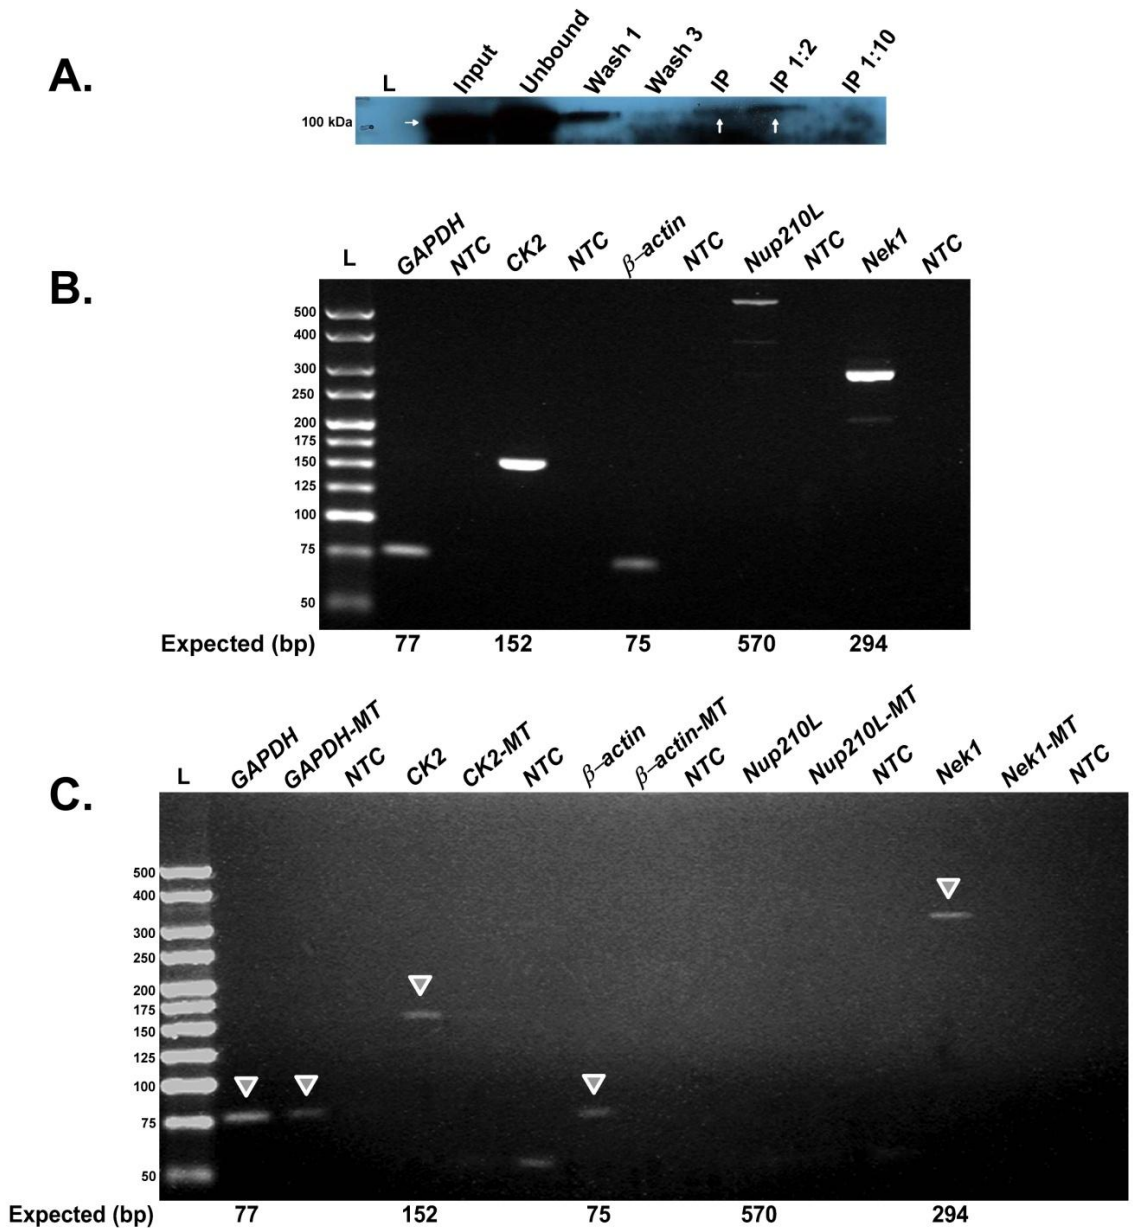 A.
L Input Unbound Wash 1 Wash 3 IP IP 1:2 IP 1:10
100 kDa
B.
L GAPDH NTC CK2 NTC β–actin NTC Nup210L NTC Nek1 NTC
500
400
300
250
200
175
150
125
100
75
50
Expected (bp) 77 152 75 570 294
C.
L GAPDH GAPDH-MT NTC CK2 CK2-MT NTC β–actin β–actin-MT NTC Nup210L Nup210L-MT NTC Nek1 Nek1-MT NTC
500
400
300
250
200
175
150
125
100
75
50
Expected (bp) 77 152 75 570 294